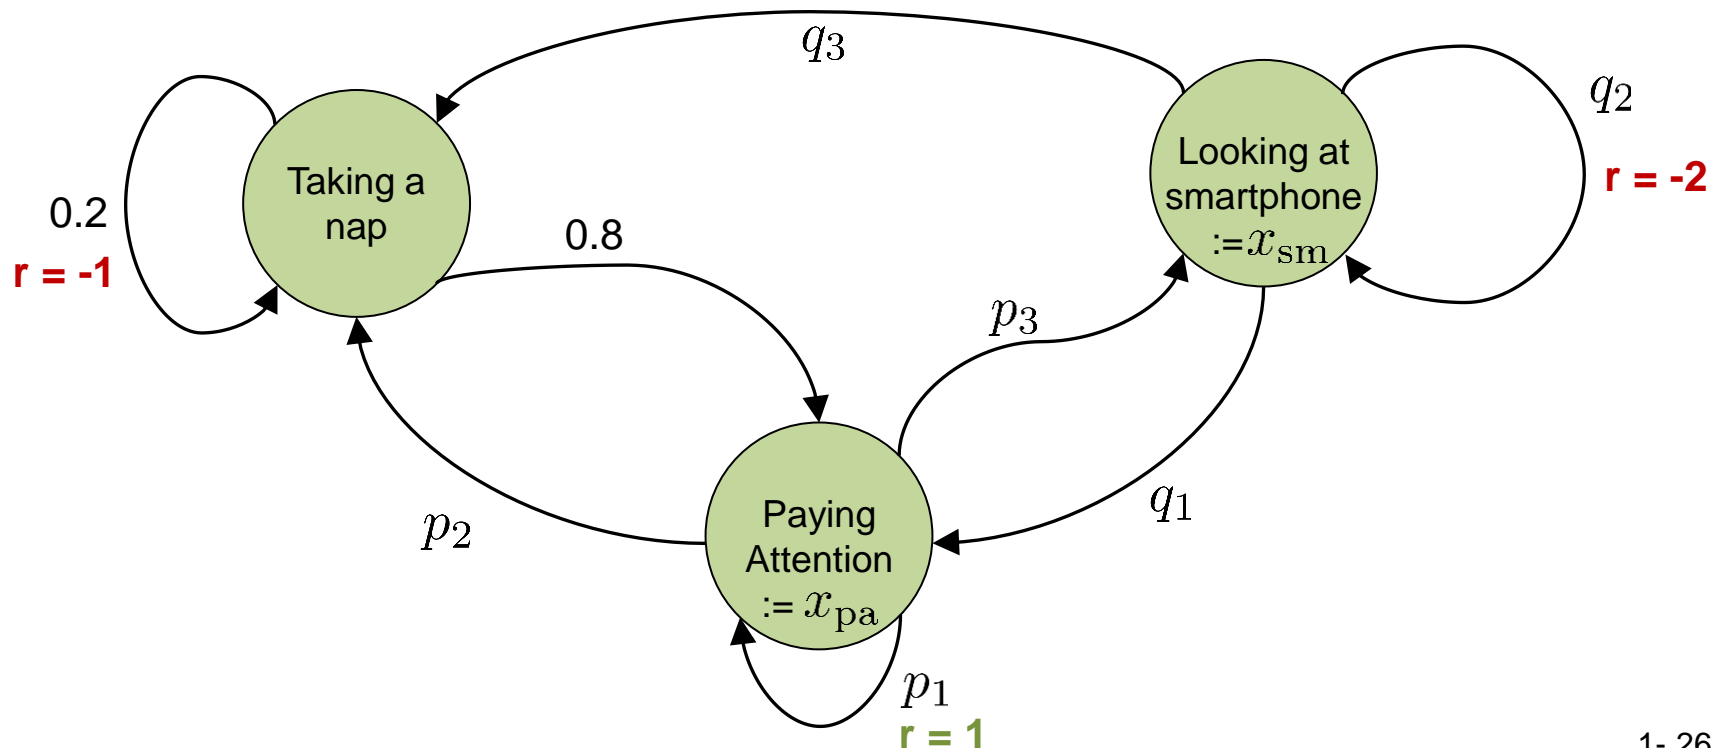 q₃
q₂
r = -2
Looking at
smartphone
:=x_sm
Taking a
nap
0.2
r = -1
0.8
p₃
q₁
p₂
Paying
Attention
:= x_pa
p₁
r = 1
1- 26